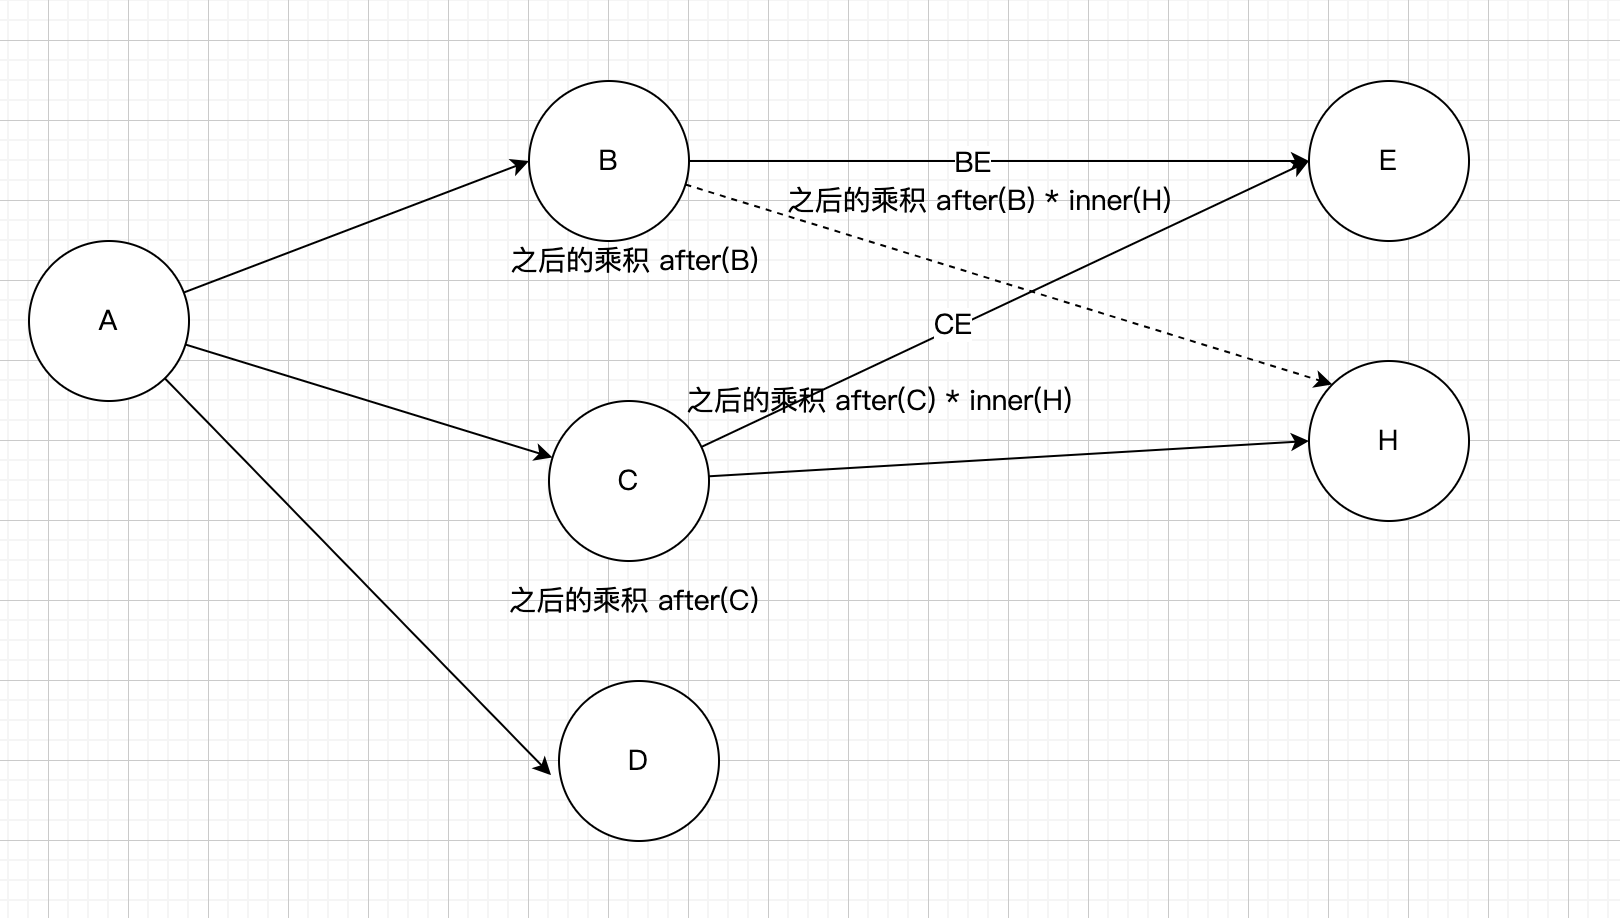 B
BE
E
之后的乘积 after(B) * inner(H)
之后的乘积 after(B)
A
CE
之后的乘积 after(C) * inner(H)
H
C
之后的乘积 after(C)
D